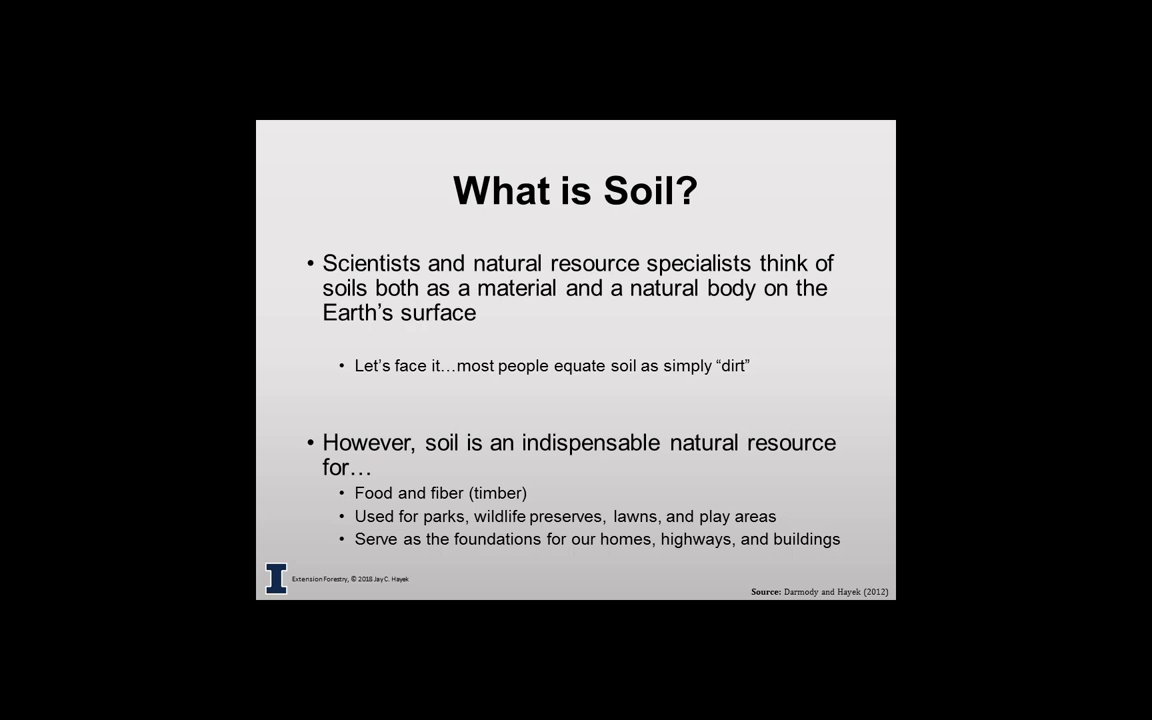 What is Soil?
• Scientists and natural resource specialists think of
soils both as a material and a natural body on the
Earth’s surface
• Let’s face it…most people equate soil as simply “dirt”
• However, soil is an indispensable natural resource
for…
• Food and fiber (timber)
• Used for parks, wildlife preserves, lawns, and play areas
• Serve as the foundations for our homes, highways, and buildings
I
Extension Forestry, © 2018 Jay C. Hayek
Source: Darmody and Hayek (2012)